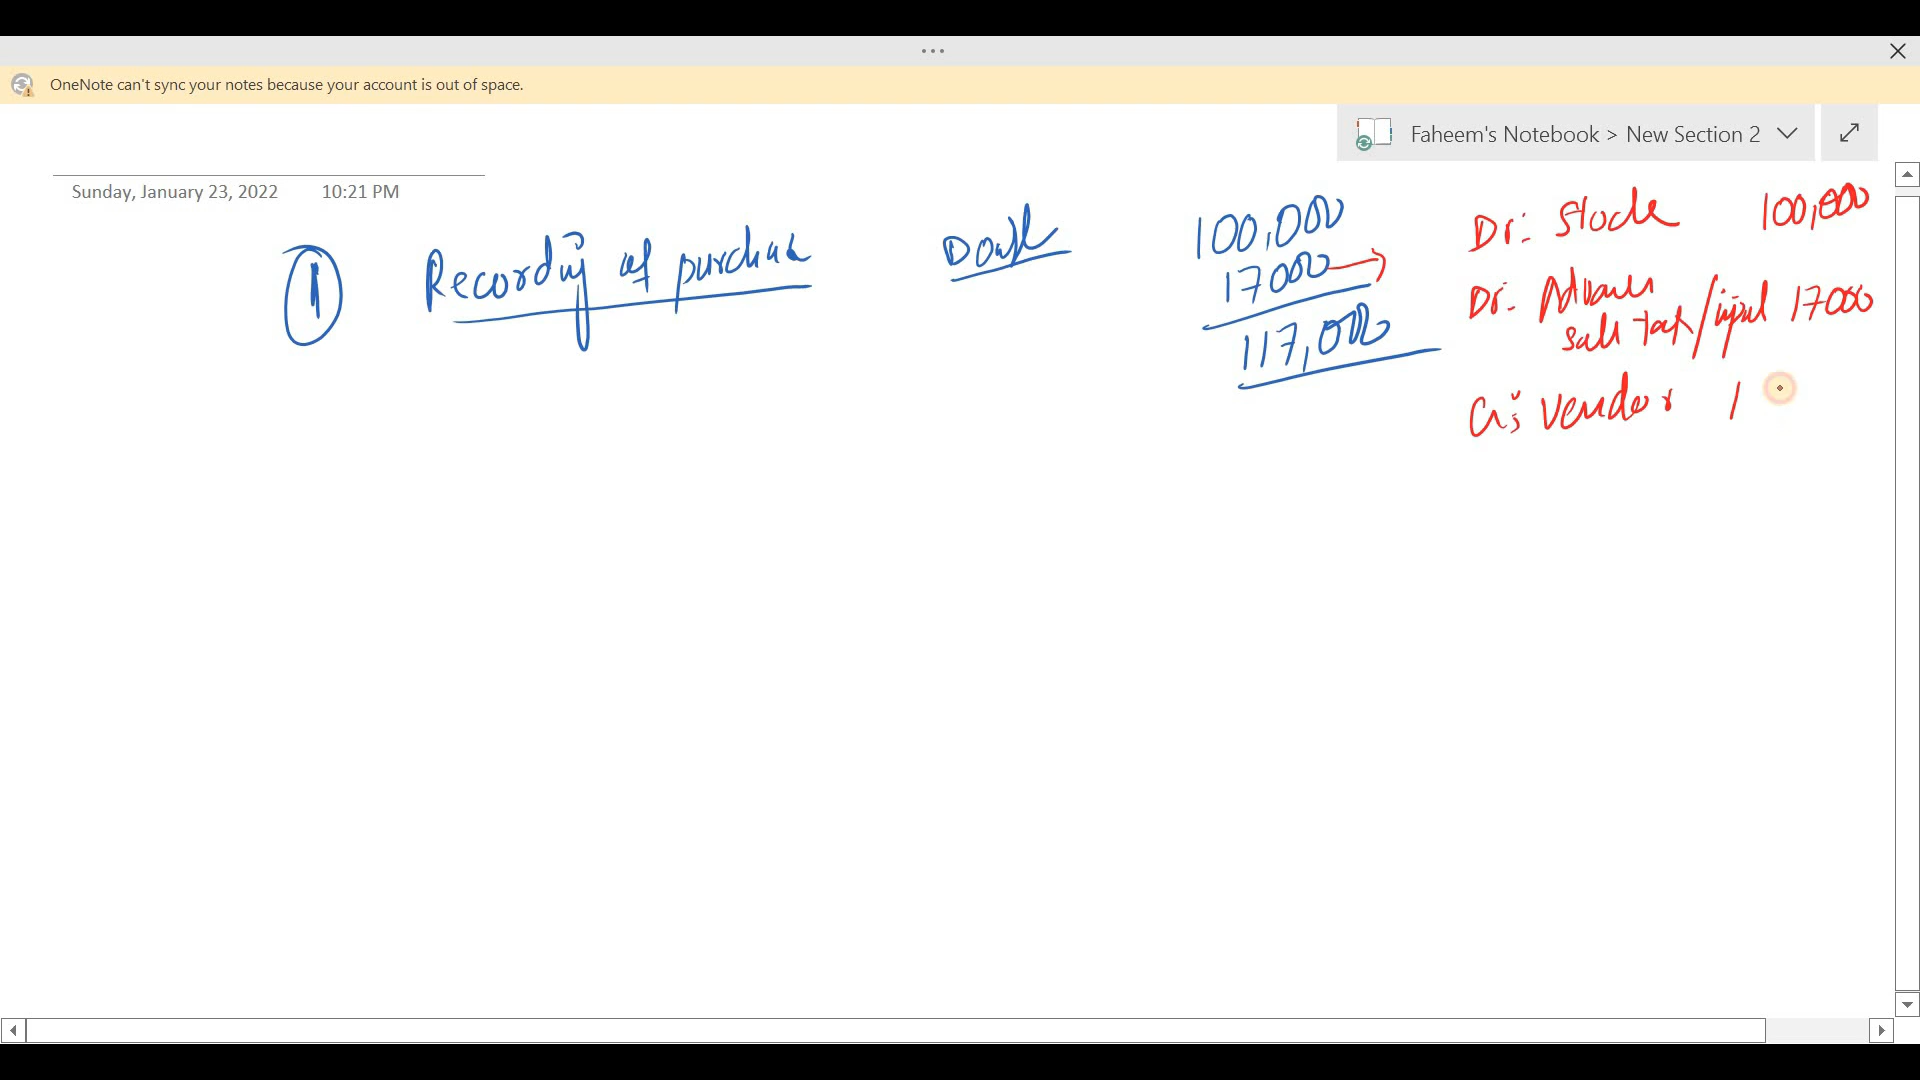 OneNote can't sync your notes because your account is out of space.
Faheem's Notebook > New Section 2
Sunday, January 23, 2022 10:21 PM
1 Recording of purchase
100,000
17000
117,000
Dr: Stock 100,000
Dr: Advance
Sale Tax/input 17000
Cr: Vendor 1